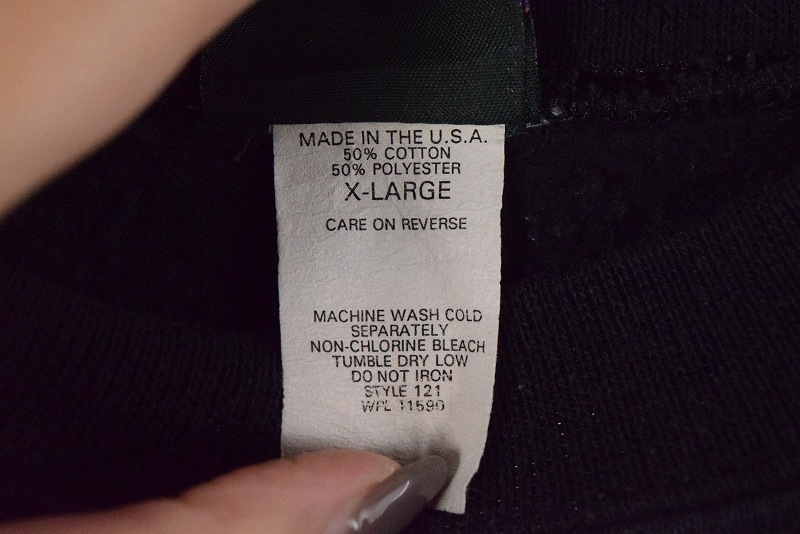 MADE IN THE U.S.A.
50% COTTON
50% POLYESTER
X-LARGE
CARE ON REVERSE
MACHINE WASH COLD
SEPARATELY
NON-CHLORINE BLEACH
TUMBLE DRY LOW
DO NOT IRON
STYLE 121
WPL 11590